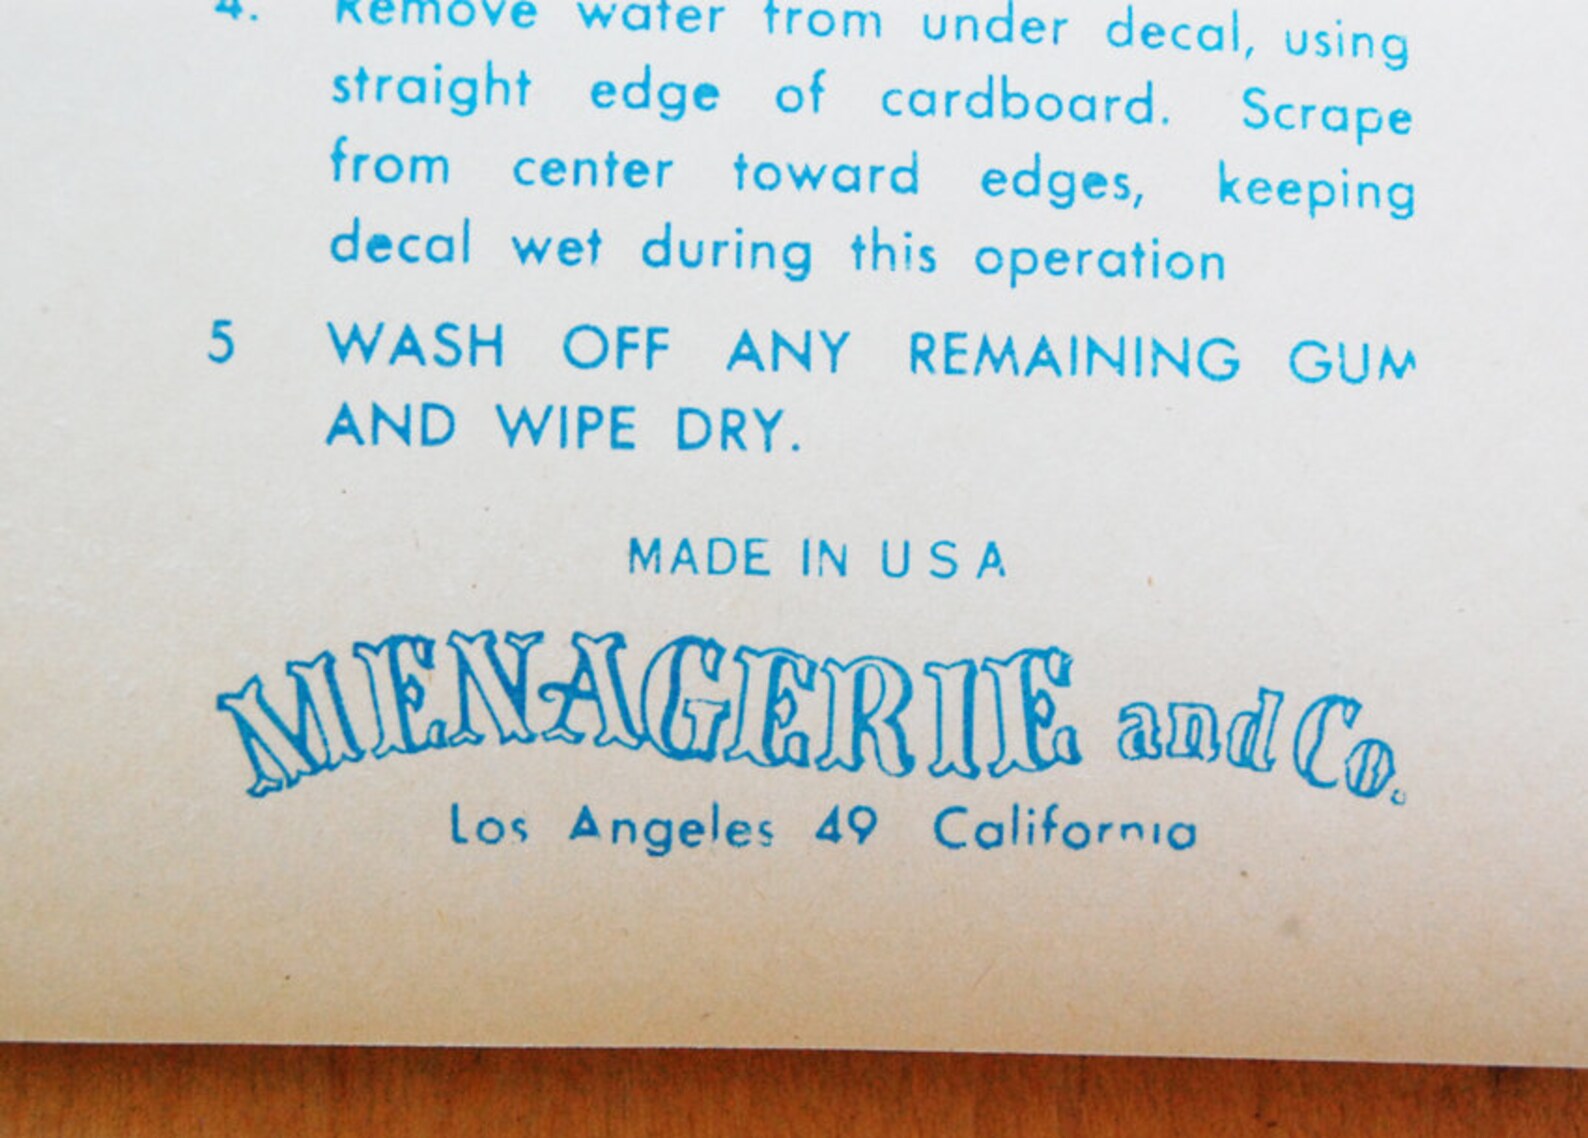 4. Remove water from under decal, using
straight edge of cardboard. Scrape
from center toward edges, keeping
decal wet during this operation
5 WASH OFF ANY REMAINING GUM
AND WIPE DRY.
MADE IN U S A
MENAGERIE and Co.
Los Angeles 49 California